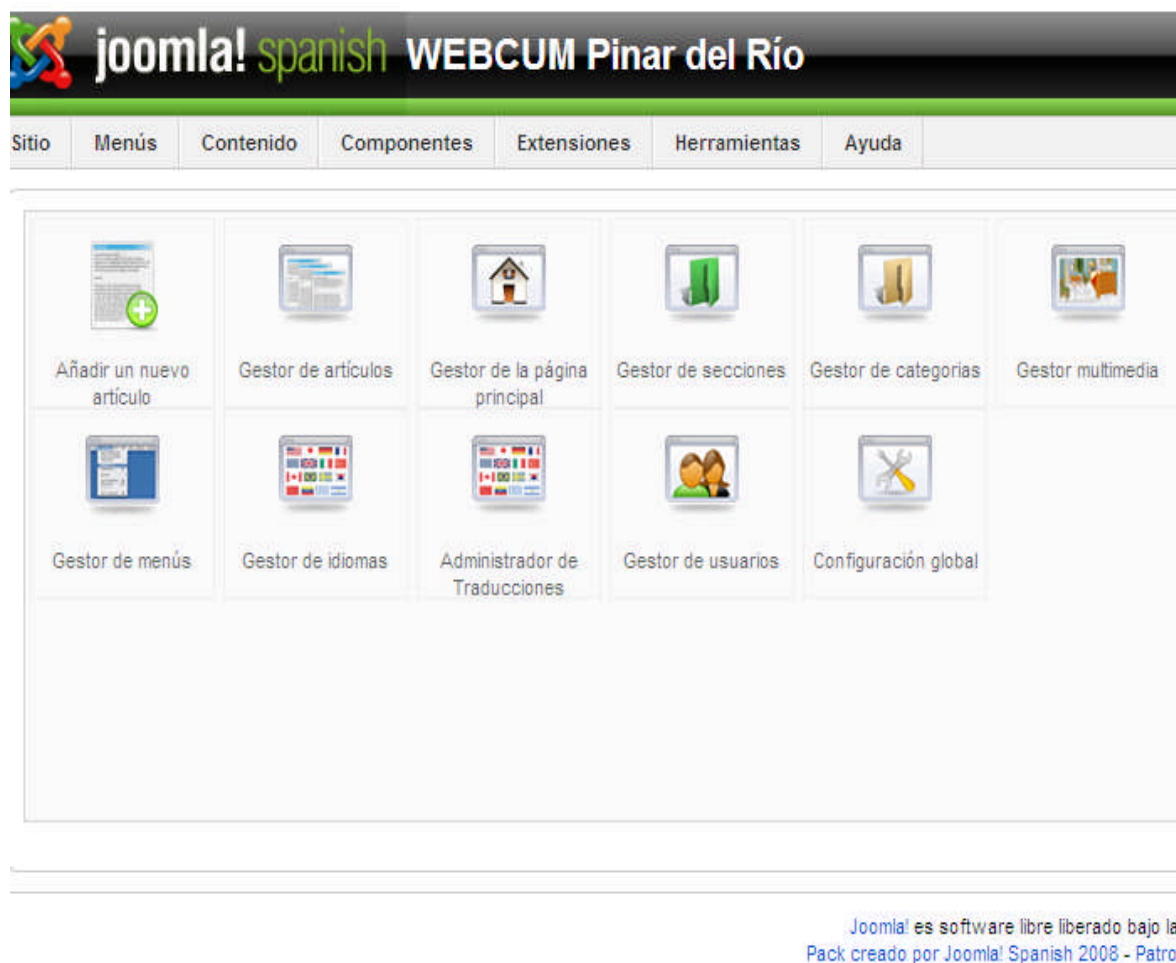 joomla! spanish WEBCUM Pinar del Río
Sitio Menús Contenido Componentes Extensiones Herramientas Ayuda
Añadir un nuevo artículo
Gestor de artículos
Gestor de la página principal
Gestor de secciones
Gestor de categorias
Gestor multimedia
Gestor de menús
Gestor de idiomas
Administrador de Traducciones
Gestor de usuarios
Configuración global
Joomla! es software libre liberado bajo la
Pack creado por Joomla! Spanish 2008 - Patro